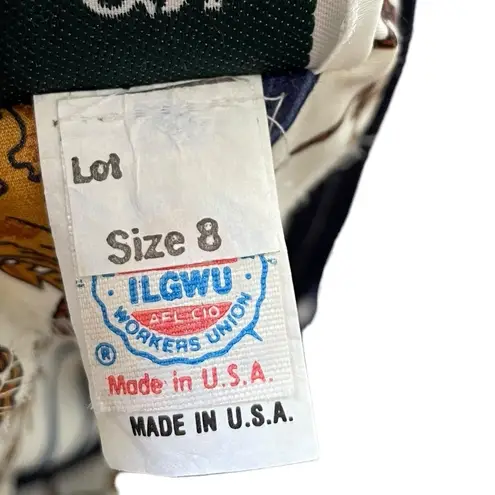 Lot
Size 8
ILGWU
AFL-CIO
WORKERS UNION
®
Made in U.S.A.
MADE IN U.S.A.